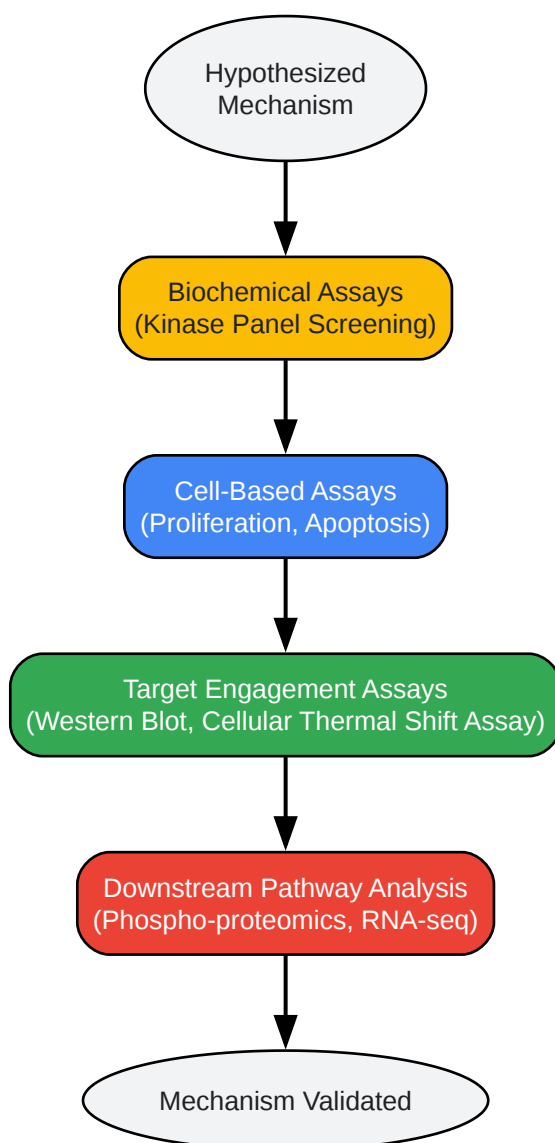 Hypothesized
Mechanism
Biochemical Assays
(Kinase Panel Screening)
Cell-Based Assays
(Proliferation, Apoptosis)
Target Engagement Assays
(Western Blot, Cellular Thermal Shift Assay)
Downstream Pathway Analysis
(Phospho-proteomics, RNA-seq)
Mechanism Validated